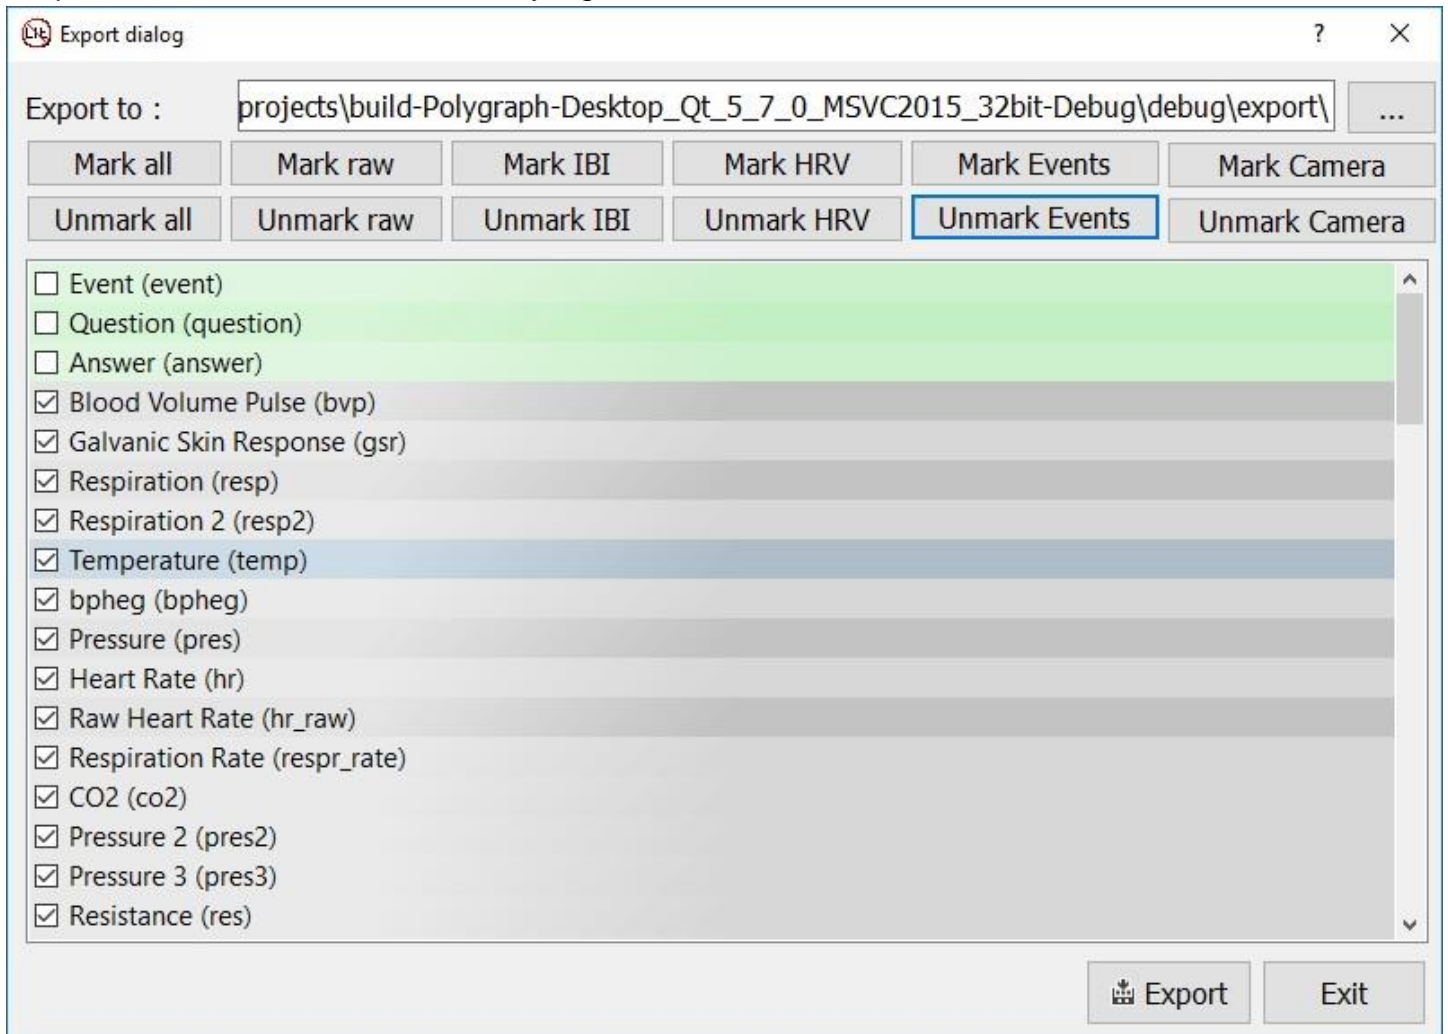 Export dialog ?
Export to : projects\build-Polygraph-Desktop_Qt_5_7_0_MSVC2015_32bit-Debug\debug\export\ ...
Mark all Mark raw Mark IBI Mark HRV Mark Events Mark Camera
Unmark all Unmark raw Unmark IBI Unmark HRV Unmark Events Unmark Camera
Event (event)
Question (question)
Answer (answer)
Blood Volume Pulse (bvp)
Galvanic Skin Response (gsr)
Respiration (resp)
Respiration 2 (resp2)
Temperature (temp)
bpheg (bpheg)
Pressure (pres)
Heart Rate (hr)
Raw Heart Rate (hr_raw)
Respiration Rate (respr_rate)
CO2 (co2)
Pressure 2 (pres2)
Pressure 3 (pres3)
Resistance (res)
Export Exit